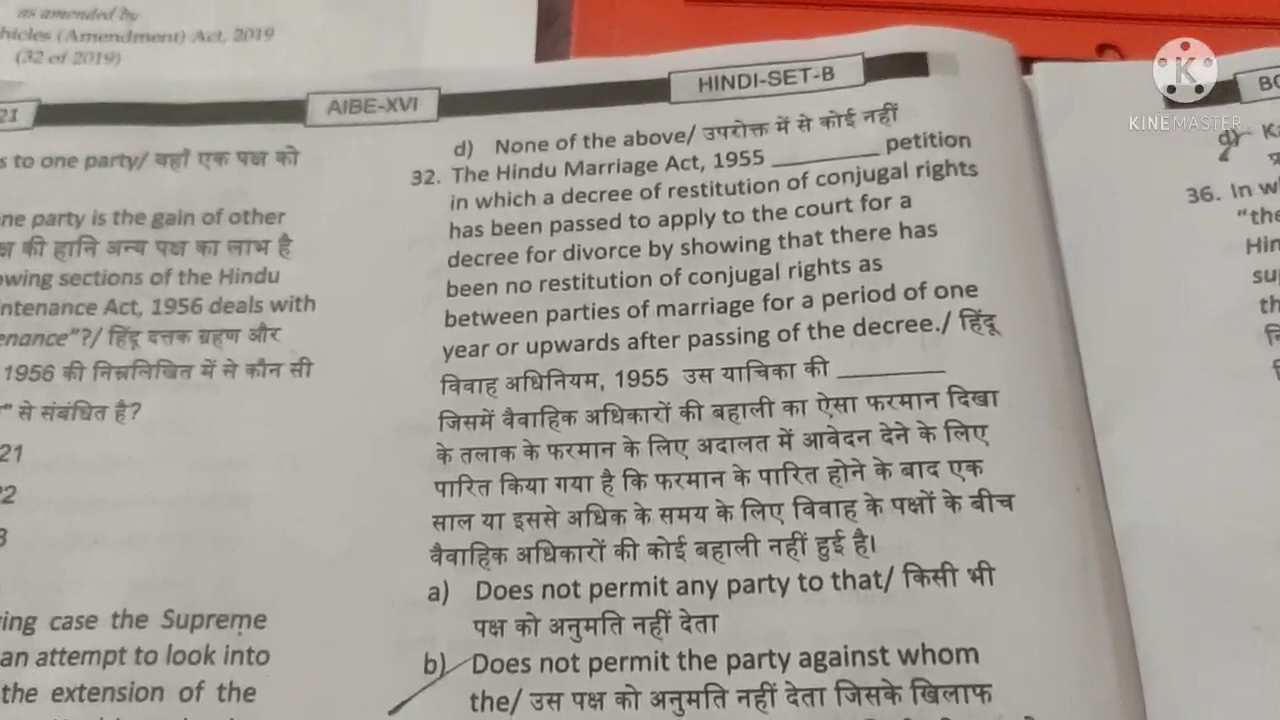 as amended by
hicles (Amendment) Act, 2019
(32 of 2019)
21
AIBE-XVI
HINDI-SET-B
KINEMASTER
s to one party/ वहाँ एक पक्ष को
ne party is the gain of other
क्ष की हानि अन्य पक्ष का लाभ है
owing sections of the Hindu
ntenance Act, 1956 deals with
enance"?/ हिंदू दत्तक ग्रहण और
1956 की निम्नलिखित में से कौन सी
" से संबंधित है?
21
22
3
ing case the Supreme
an attempt to look into
the extension of the
d) None of the above/ उपरोक्त में से कोई नहीं
32. The Hindu Marriage Act, 1955 ________ petition
in which a decree of restitution of conjugal rights
has been passed to apply to the court for a
decree for divorce by showing that there has
been no restitution of conjugal rights as
between parties of marriage for a period of one
year or upwards after passing of the decree./ हिंदू
विवाह अधिनियम, 1955 उस याचिका की ________
जिसमें वैवाहिक अधिकारों की बहाली का ऐसा फरमान दिखा
के तलाक के फरमान के लिए अदालत में आवेदन देने के लिए
पारित किया गया है कि फरमान के पारित होने के बाद एक
साल या इससे अधिक के समय के लिए विवाह के पक्षों के बीच
वैवाहिक अधिकारों की कोई बहाली नहीं हुई है।
a) Does not permit any party to that/ किसी भी
पक्ष को अनुमति नहीं देता
b) Does not permit the party against whom
the/ उस पक्ष को अनुमति नहीं देता जिसके खिलाफ
36. In w
"the
Hin
su
th